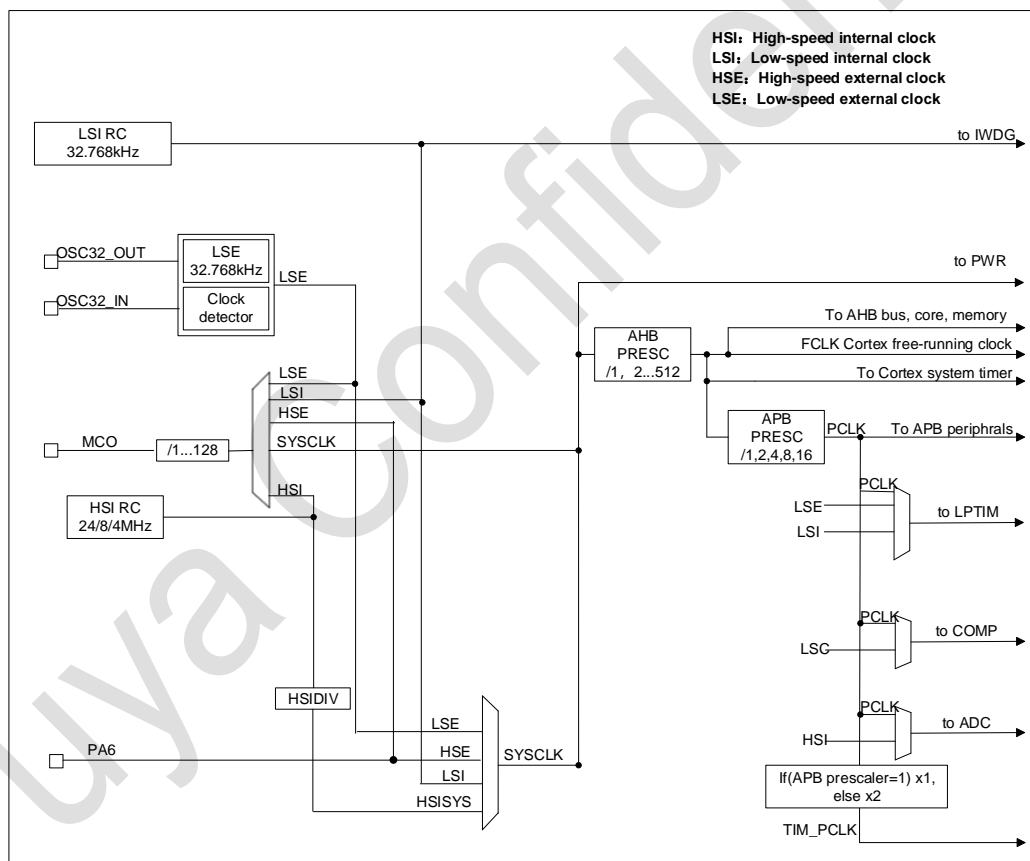 HSI：High-speed internal clock
LSI：Low-speed internal clock
HSE：High-speed external clock
LSE：Low-speed external clock
LSI RC
32.768kHz
to IWDG
OSC32_OUT
LSE
32.768kHz
LSE
OSC32_IN
Clock
detector
to PWR
To AHB bus, core, memory
AHB
PRESC
/1，2...512
FCLK Cortex free-running clock
To Cortex system timer
LSE
LSI
HSE
SYSCLK
HSI
MCO
/1...128
APB
PRESC
/1,2,4,8,16
PCLK
To APB periphrals
HSI RC
24/8/4MHz
PCLK
LSE
LSI
to LPTIM
PCLK
LSC
to COMP
HSIDIV
PCLK
HSI
to ADC
PA6
LSE
HSE
LSI
HSISYS
SYSCLK
If(APB prescaler=1) x1,
else x2
TIM_PCLK
uya Confiden